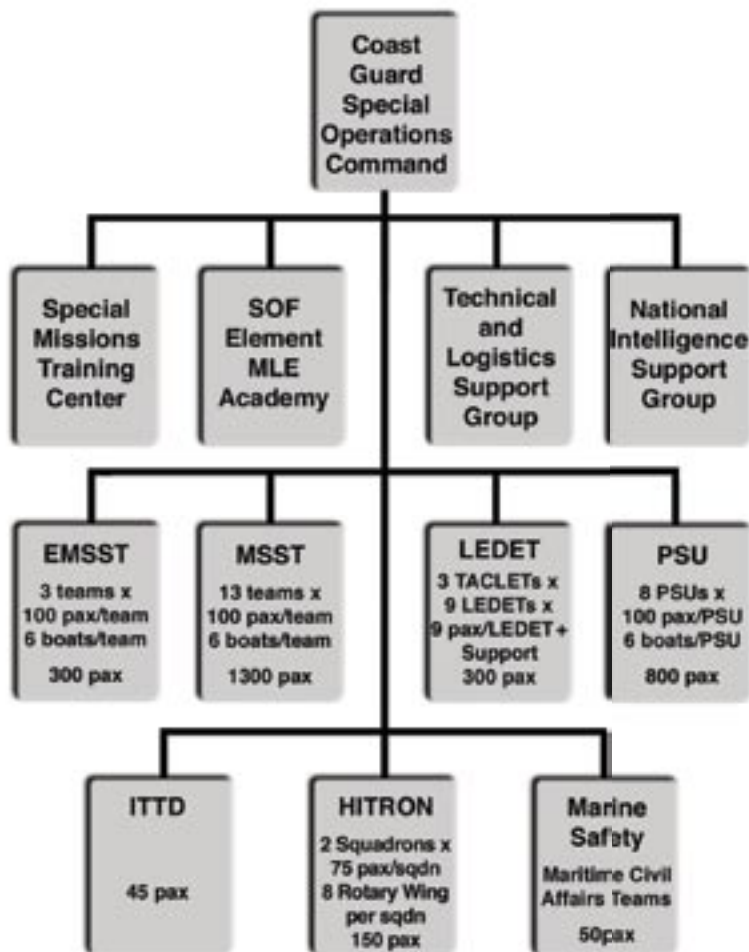 Coast
Guard
Special
Operations
Command
Special
Missions
Training
Center
SOF
Element
MLE
Academy
Technical
and
Logistics
Support
Group
National
Intelligence
Support
Group
EMSST
3 teams x
100 pax/team
6 boats/team
300 pax
MSST
13 teams x
100 pax/team
6 boats/team
1300 pax
LEDET
3 TACLETs x
9 LEDETs x
9 pax/LEDET+
Support
300 pax
PSU
8 PSUs x
100 pax/PSU
6 boats/PSU
800 pax
ITTD
45 pax
HITRON
2 Squadrons x
75 pax/sqdn
8 Rotary Wing
per sqdn
150 pax
Marine
Safety
Maritime Civil
Affairs Teams
50pax